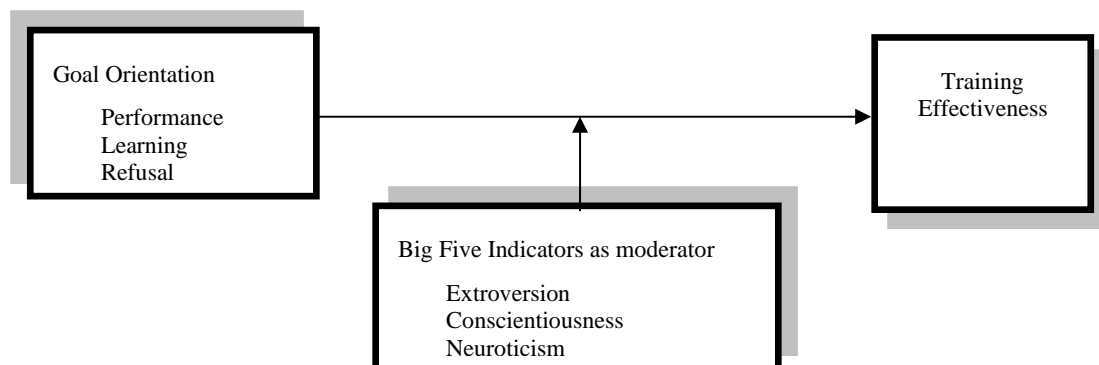 Goal Orientation
Performance
Learning
Refusal
Training
Effectiveness
Big Five Indicators as moderator
Extroversion
Conscientiousness
Neuroticism